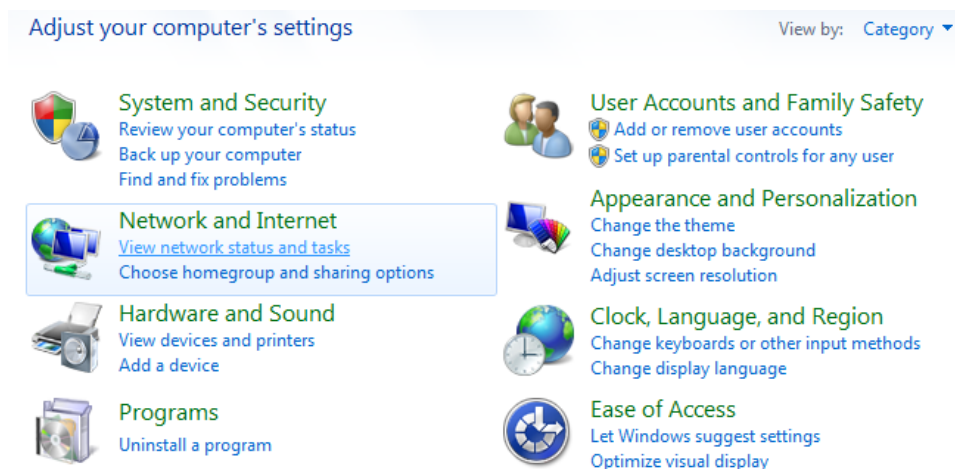 Adjust your computer's settings
View by: Category
System and Security
Review your computer's status
Back up your computer
Find and fix problems
Network and Internet
View network status and tasks
Choose homegroup and sharing options
Hardware and Sound
View devices and printers
Add a device
Programs
Uninstall a program
User Accounts and Family Safety
Add or remove user accounts
Set up parental controls for any user
Appearance and Personalization
Change the theme
Change desktop background
Adjust screen resolution
Clock, Language, and Region
Change keyboards or other input methods
Change display language
Ease of Access
Let Windows suggest settings
Optimize visual display